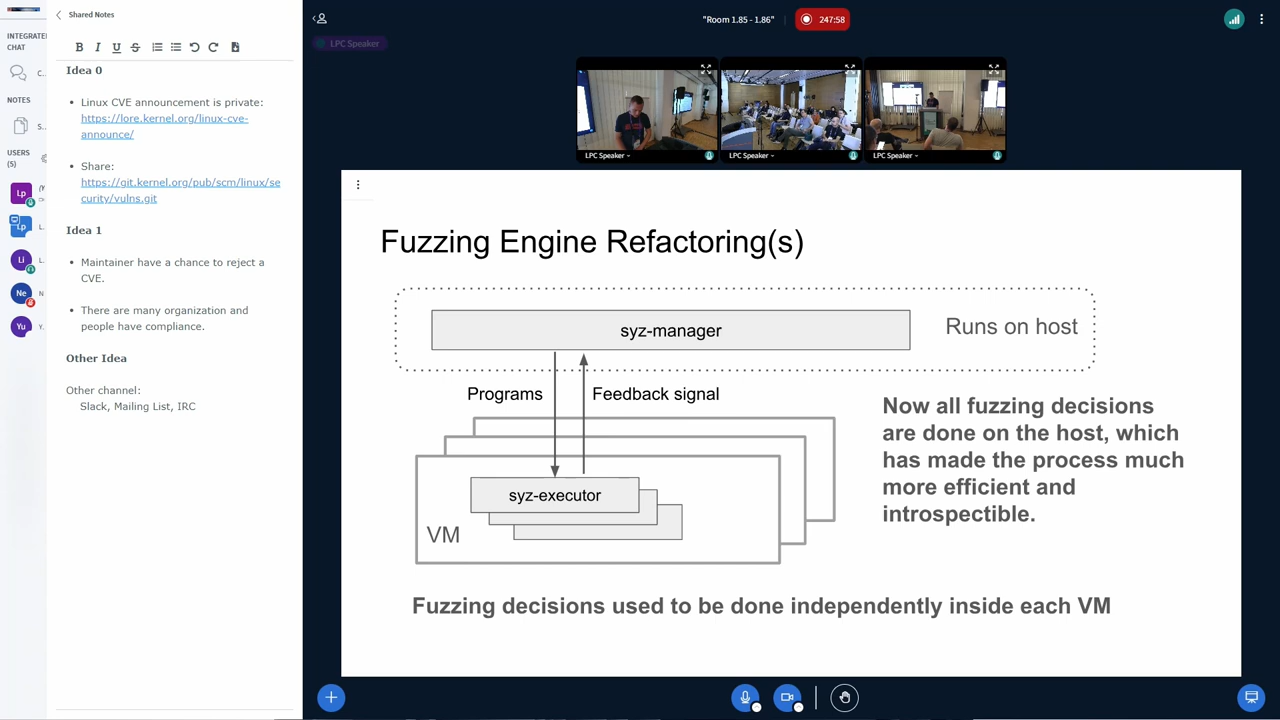 INTEGRATE
CHAT
C..
NOTES
S..
USERS
(5)
Lp
Lp
L.
Li
L.
Ne
N
Yu
Y.
Shared Notes
B I U S
Idea 0
Linux CVE announcement is private:
https://lore.kernel.org/linux-cve-
announce/
Share:
https://git.kernel.org/pub/scm/linux/se
curity/vulns.git
Idea 1
Maintainer have a chance to reject a
CVE.
There are many organization and
people have compliance.
Other Idea
Other channel:
Slack, Mailing List, IRC
"Room 1.85 - 1.86"
247:58
LPC Speaker
LPC Speaker
LPC Speaker
LPC Speaker
Fuzzing Engine Refactoring(s)
syz-manager
Runs on host
Programs
Feedback signal
syz-executor
VM
Now all fuzzing decisions
are done on the host, which
has made the process much
more efficient and
introspectible.
Fuzzing decisions used to be done independently inside each VM